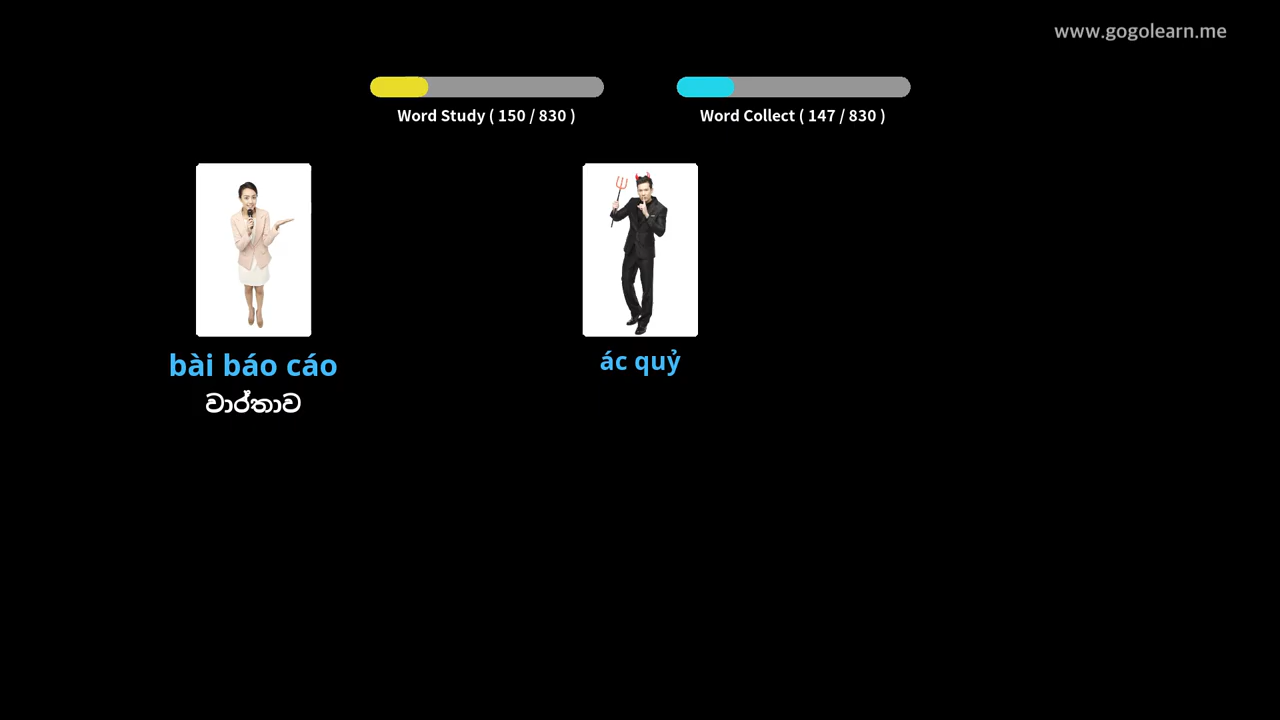 www.gogolearn.me
Word Study ( 150 / 830 )
Word Collect ( 147 / 830 )
bài báo cáo
වාර්තාව
ác quỷ